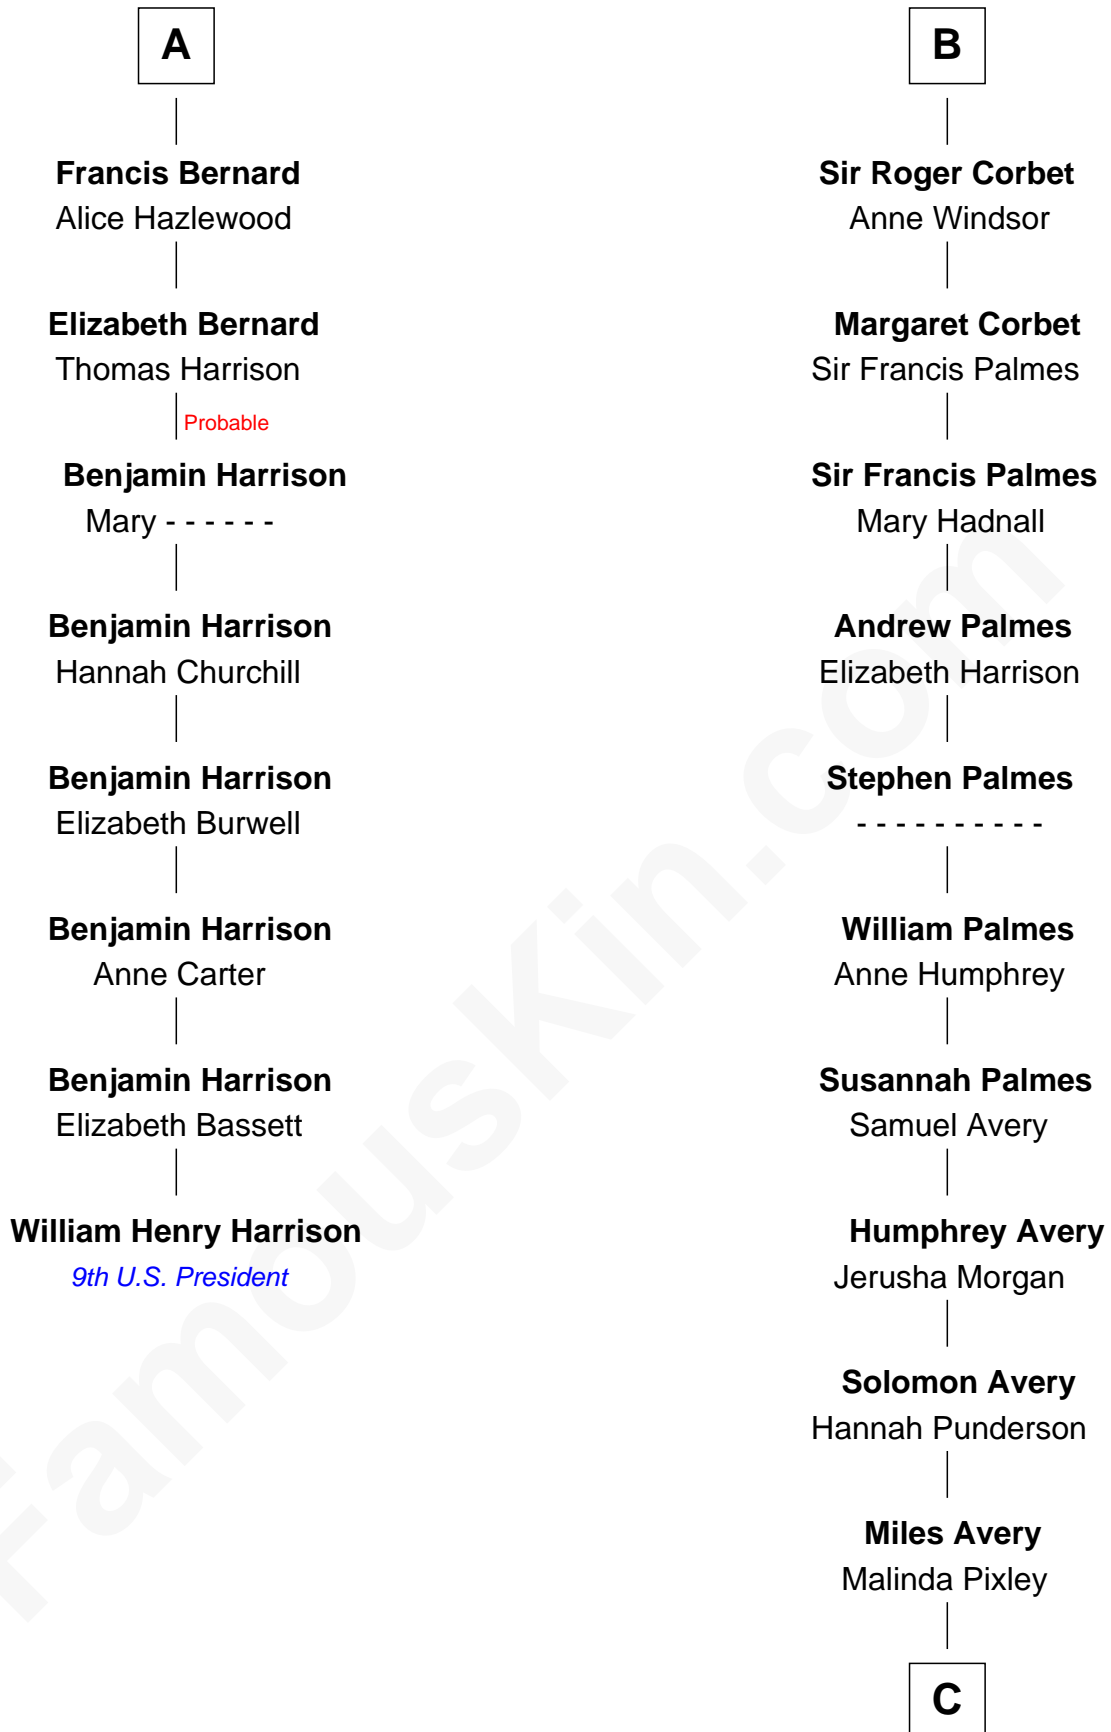 A
Francis Bernard
Alice Hazlewood
Elizabeth Bernard
Thomas Harrison
Probable
Benjamin Harrison
Mary - - - - - -
Benjamin Harrison
Hannah Churchill
Benjamin Harrison
Elizabeth Burwell
Benjamin Harrison
Anne Carter
Benjamin Harrison
Elizabeth Bassett
William Henry Harrison
9th U.S. President
B
Sir Roger Corbet
Anne Windsor
Margaret Corbet
Sir Francis Palmes
Sir Francis Palmes
Mary Hadnall
Andrew Palmes
Elizabeth Harrison
Stephen Palmes
- - - - - - - - - -
William Palmes
Anne Humphrey
Susannah Palmes
Samuel Avery
Humphrey Avery
Jerusha Morgan
Solomon Avery
Hannah Punderson
Miles Avery
Malinda Pixley
C
FamousKin.com